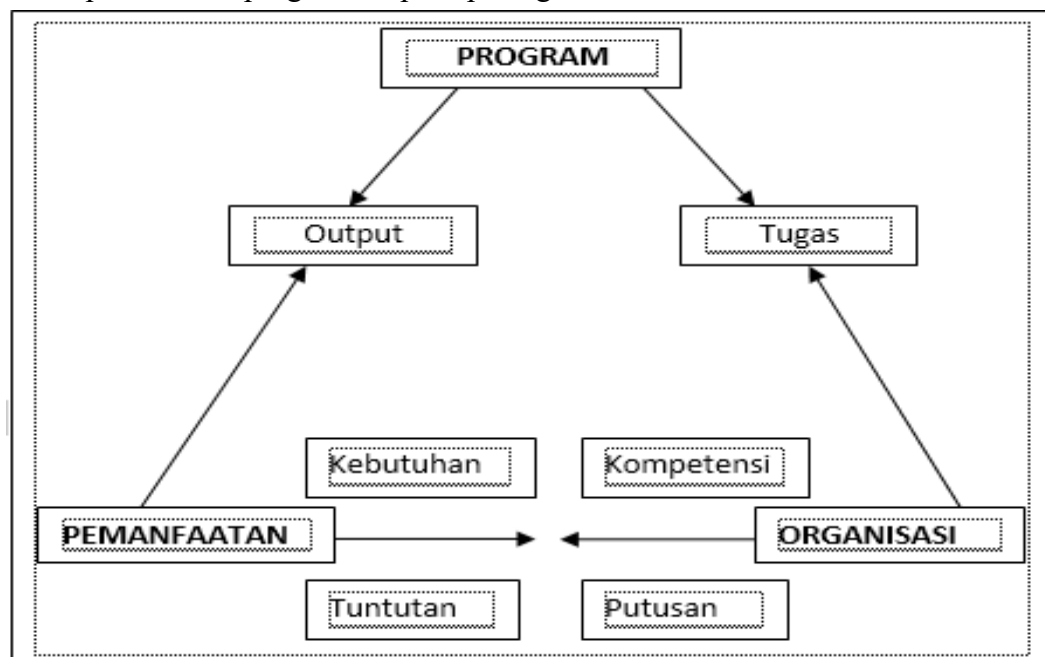 PROGRAM
Output
Tugas
Kebutuhan
Kompetensi
PEMANFAATAN
ORGANISASI
Tuntutan
Putusan